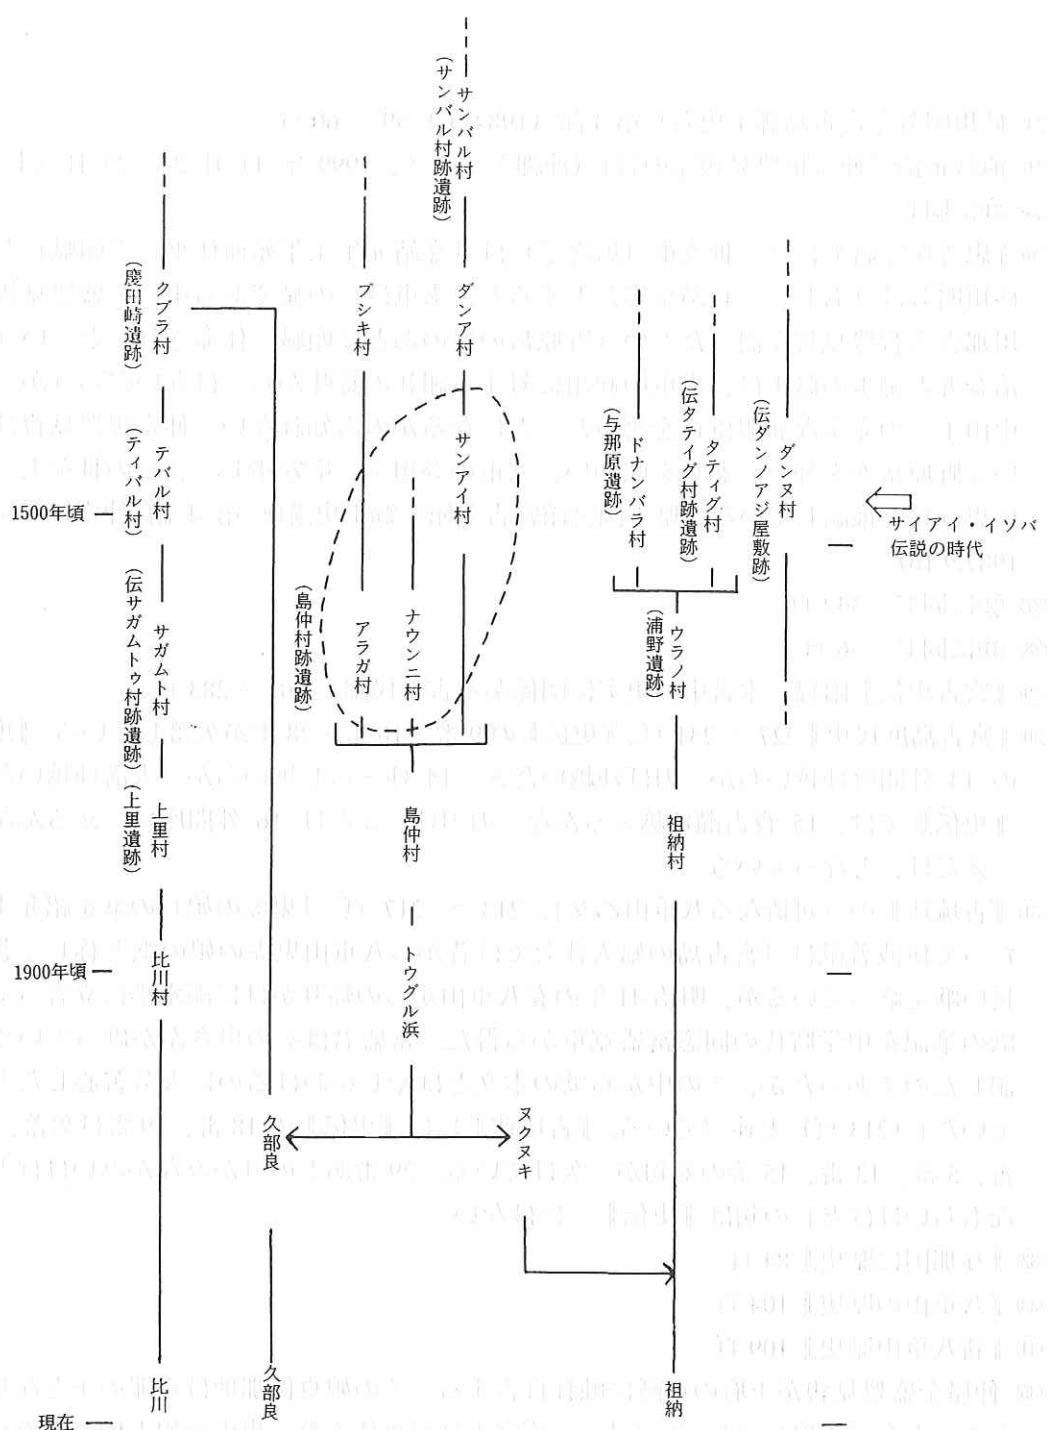 サンバル村
(サンバル村跡遺跡)
ダンア村
サンアイ村
ブシキ村
アラガ村
ナウンニ村
(島仲村跡遺跡)
島仲村
トウグル浜
クブラ村
(慶田崎遺跡)
テバル村
(ティバル村)
サガムト村
(伝サガムトゥ村跡遺跡)
上里村
(上里遺跡)
比川村
比川
久部良
久部良
ヌクヌキ
ダンヌ村
(伝ダンノアジ屋敷跡)
タティグ村
(伝タティグ村跡遺跡)
ドナンバラ村
(与那原遺跡)
ウラノ村
(浦野遺跡)
祖納村
祖納
サイアイ・イソバ
伝説の時代
1500年頃
1900年頃
現在